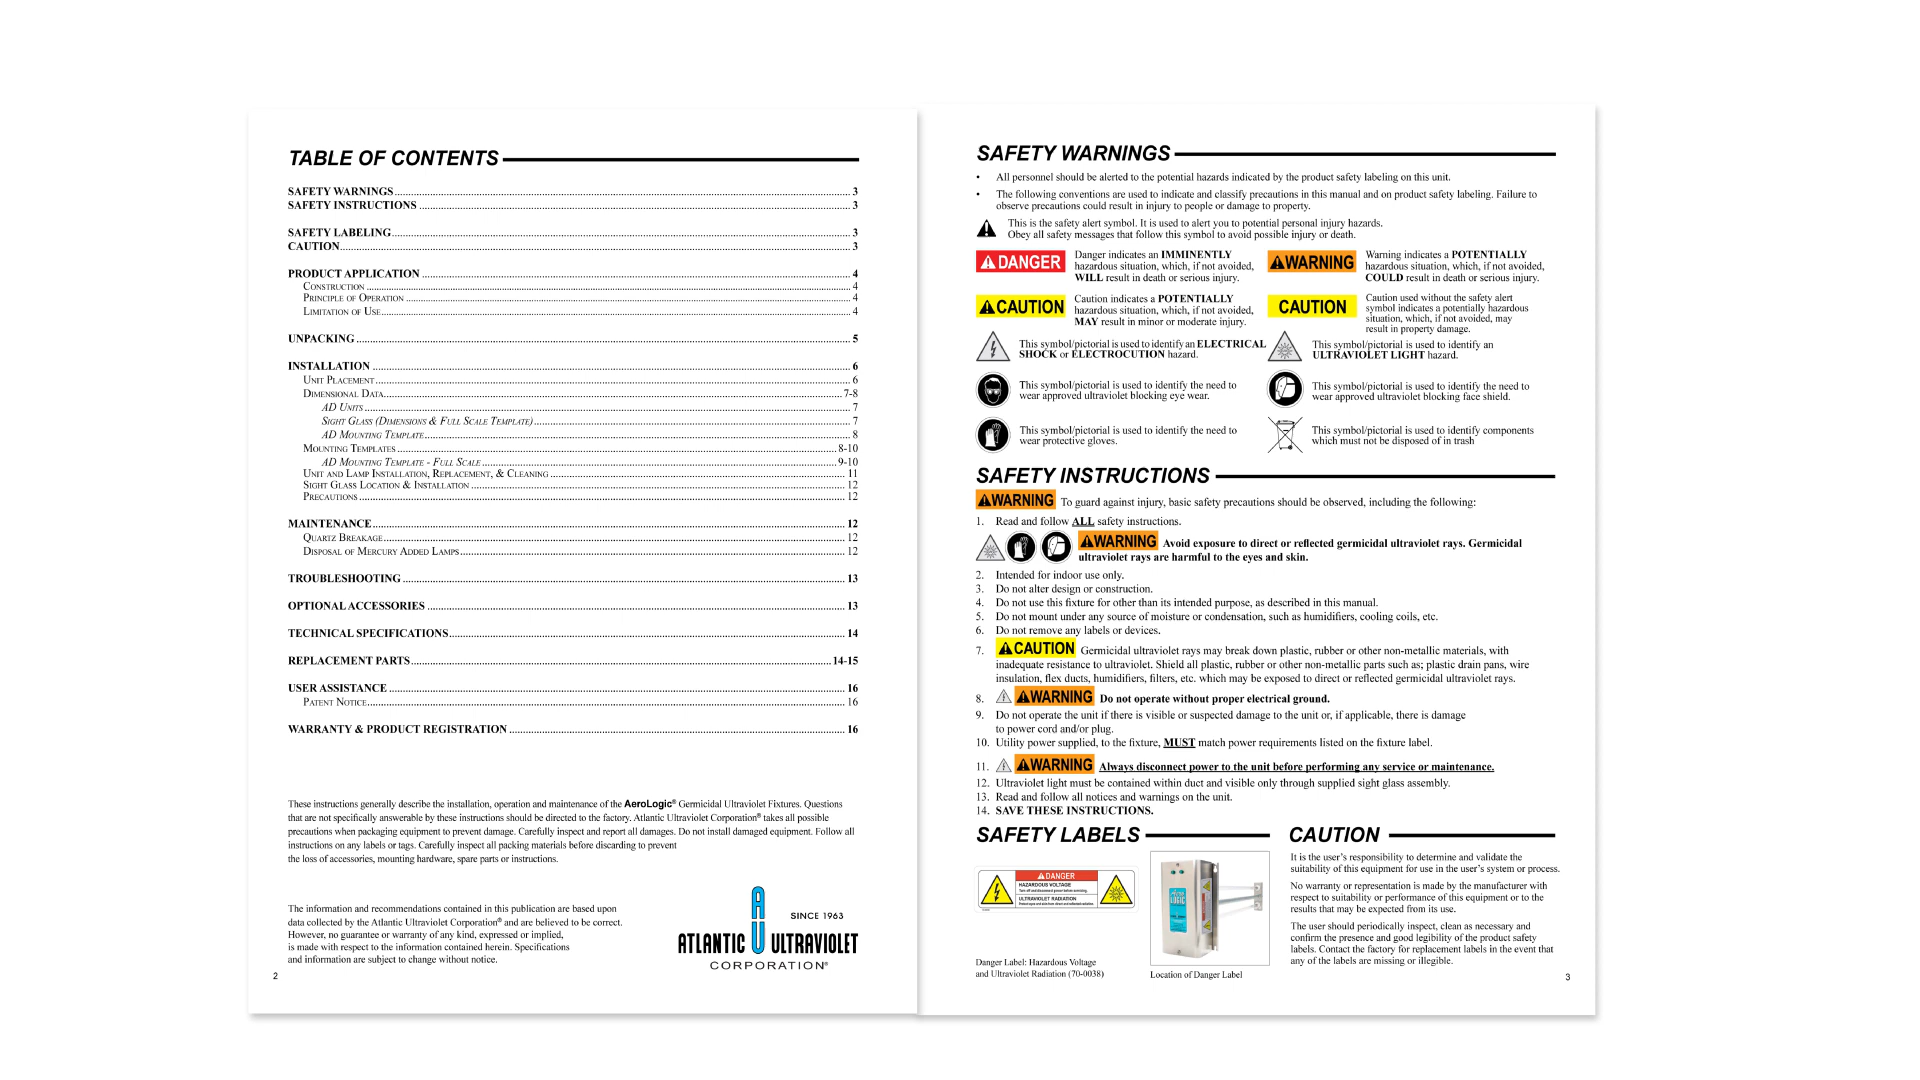 TABLE OF CONTENTS
SAFETY WARNINGS 3
SAFETY INSTRUCTIONS 3
SAFETY LABELING 3
CAUTION 3
PRODUCT APPLICATION 4
Construction 4
Principle of Operation 4
Limitation of Use 4
UNPACKING 5
INSTALLATION 6
Unit Placement 6
Dimensional Data 7-8
AD Units 7
Sight Glass (Dimensions & Full Scale Template) 7
AD Mounting Template 8
Mounting Templates 8-10
AD Mounting Template - Full Scale 9-10
Unit and Lamp Installation, Replacement, & Cleaning 11
Sight Glass Location & Installation 12
Precautions 12
MAINTENANCE 12
Quartz Breakage 12
Disposal of Mercury Added Lamps 12
TROUBLESHOOTING 13
OPTIONAL ACCESSORIES 13
TECHNICAL SPECIFICATIONS 14
REPLACEMENT PARTS 14-15
USER ASSISTANCE 16
Patent Notice 16
WARRANTY & PRODUCT REGISTRATION 16
These instructions generally describe the installation, operation and maintenance of the AeroLogic® Germicidal Ultraviolet Fixtures. Questions
that are not specifically answerable by these instructions should be directed to the factory. Atlantic Ultraviolet Corporation® takes all possible
precautions when packaging equipment to prevent damage. Carefully inspect and report all damages. Do not install damaged equipment. Follow all
instructions on any labels or tags. Carefully inspect all packing materials before discarding to prevent
the loss of accessories, mounting hardware, spare parts or instructions.
The information and recommendations contained in this publication are based upon
data collected by the Atlantic Ultraviolet Corporation® and are believed to be correct.
However, no guarantee or warranty of any kind, expressed or implied,
is made with respect to the information contained herein. Specifications
and information are subject to change without notice.
AU
SINCE 1963
ATLANTIC ULTRAVIOLET
CORPORATION®
2
SAFETY WARNINGS
• All personnel should be alerted to the potential hazards indicated by the product safety labeling on this unit.
• The following conventions are used to indicate and classify precautions in this manual and on product safety labeling. Failure to
observe precautions could result in injury to people or damage to property.
This is the safety alert symbol. It is used to alert you to potential personal injury hazards.
Obey all safety messages that follow this symbol to avoid possible injury or death.
DANGER
Danger indicates an IMMINENTLY
hazardous situation, which, if not avoided,
WILL result in death or serious injury.
WARNING
Warning indicates a POTENTIALLY
hazardous situation, which, if not avoided,
COULD result in death or serious injury.
CAUTION
Caution indicates a POTENTIALLY
hazardous situation, which, if not avoided,
MAY result in minor or moderate injury.
CAUTION
Caution used without the safety alert
symbol indicates a potentially hazardous
situation, which, if not avoided, may
result in property damage.
This symbol/pictorial is used to identify an ELECTRICAL
SHOCK or ELECTROCUTION hazard.
This symbol/pictorial is used to identify an
ULTRAVIOLET LIGHT hazard.
This symbol/pictorial is used to identify the need to
wear approved ultraviolet blocking eye wear.
This symbol/pictorial is used to identify the need to
wear approved ultraviolet blocking face shield.
This symbol/pictorial is used to identify the need to
wear protective gloves.
This symbol/pictorial is used to identify components
which must not be disposed of in trash
SAFETY INSTRUCTIONS
WARNING To guard against injury, basic safety precautions should be observed, including the following:
1. Read and follow ALL safety instructions.
WARNING Avoid exposure to direct or reflected germicidal ultraviolet rays. Germicidal
ultraviolet rays are harmful to the eyes and skin.
2. Intended for indoor use only.
3. Do not alter design or construction.
4. Do not use this fixture for other than its intended purpose, as described in this manual.
5. Do not mount under any source of moisture or condensation, such as humidifiers, cooling coils, etc.
6. Do not remove any labels or devices.
7. CAUTION Germicidal ultraviolet rays may break down plastic, rubber or other non-metallic materials, with
inadequate resistance to ultraviolet. Shield all plastic, rubber or other non-metallic parts such as; plastic drain pans, wire
insulation, flex ducts, humidifiers, filters, etc. which may be exposed to direct or reflected germicidal ultraviolet rays.
8. WARNING Do not operate without proper electrical ground.
9. Do not operate the unit if there is visible or suspected damage to the unit or, if applicable, there is damage
to power cord and/or plug.
10. Utility power supplied, to the fixture, MUST match power requirements listed on the fixture label.
11. WARNING Always disconnect power to the unit before performing any service or maintenance.
12. Ultraviolet light must be contained within duct and visible only through supplied sight glass assembly.
13. Read and follow all notices and warnings on the unit.
14. SAVE THESE INSTRUCTIONS.
SAFETY LABELS
DANGER
HAZARDOUS VOLTAGE
Turn off and disconnect power before servicing.
ULTRAVIOLET RADIATION
Protect eyes and skin from direct and reflected radiation.
Danger Label: Hazardous Voltage
and Ultraviolet Radiation (70-0038)
LOGIC
Location of Danger Label
CAUTION
It is the user's responsibility to determine and validate the
suitability of this equipment for use in the user's system or process.
No warranty or representation is made by the manufacturer with
respect to suitability or performance of this equipment or to the
results that may be expected from its use.
The user should periodically inspect, clean as necessary and
confirm the presence and good legibility of the product safety
labels. Contact the factory for replacement labels in the event that
any of the labels are missing or illegible.
3